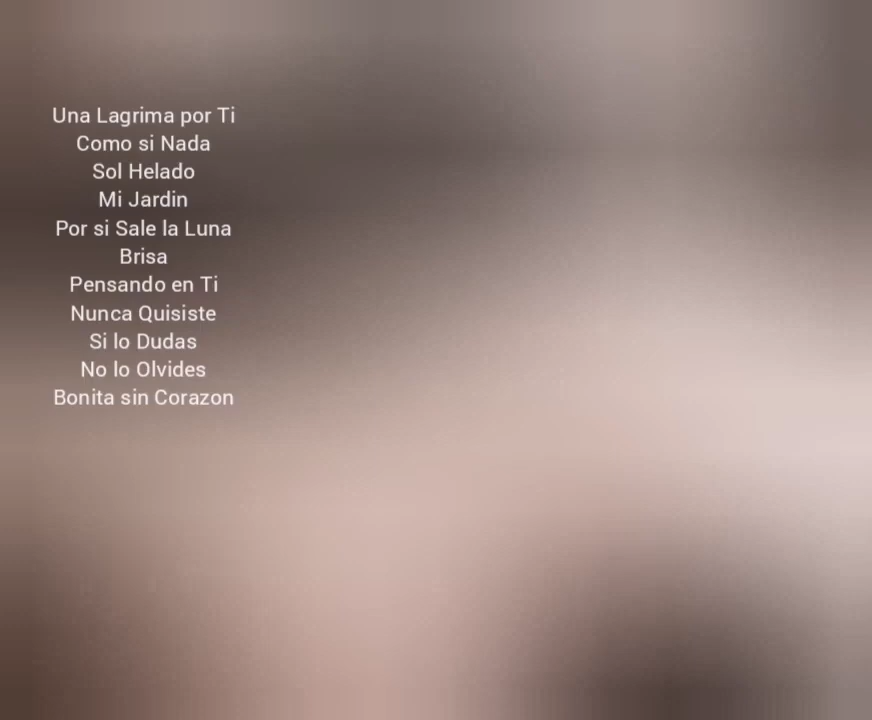 Una Lagrima por Ti
Como si Nada
Sol Helado
Mi Jardin
Por si Sale la Luna
Brisa
Pensando en Ti
Nunca Quisiste
Si lo Dudas
No lo Olvides
Bonita sin Corazon